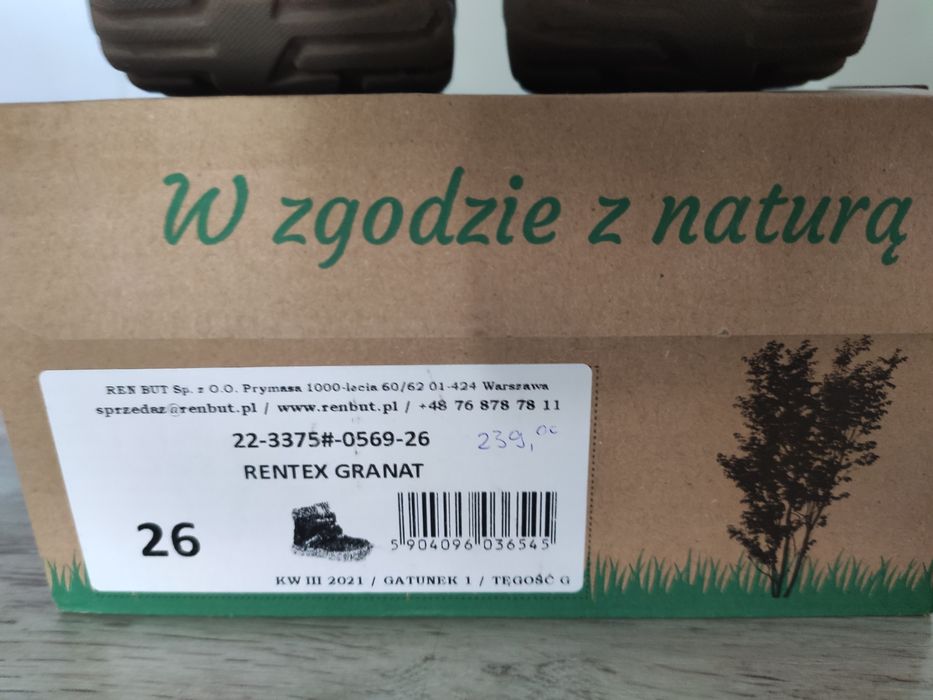 W zgodzie z naturą
REN BUT Sp. z O.O. Prymasa 1000-lecia 60/62 01-424 Warszawa
sprzedaz@renbut.pl / www.renbut.pl / +48 76 878 78 11
22-3375#-0569-26 239,00
RENTEX GRANAT
26
5 904096 036545
KW III 2021 / GATUNEK 1 / TĘGOŚĆ G